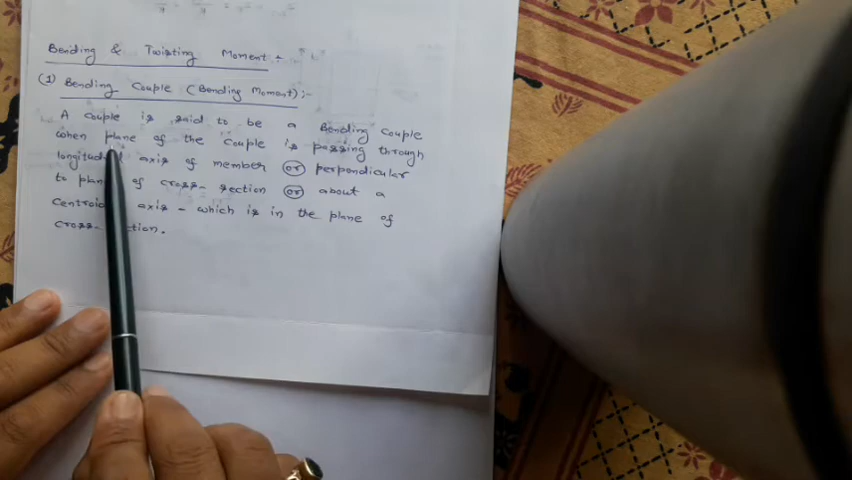 Bending & Twisting Moment :-
(1) Bending Couple (Bending Moment) :-
A couple is said to be a Bending couple
when plane of the couple is passing through
axis of member (or) perpendicular
to of cross- section (or) about a
axis - which is in the plane of
cross-